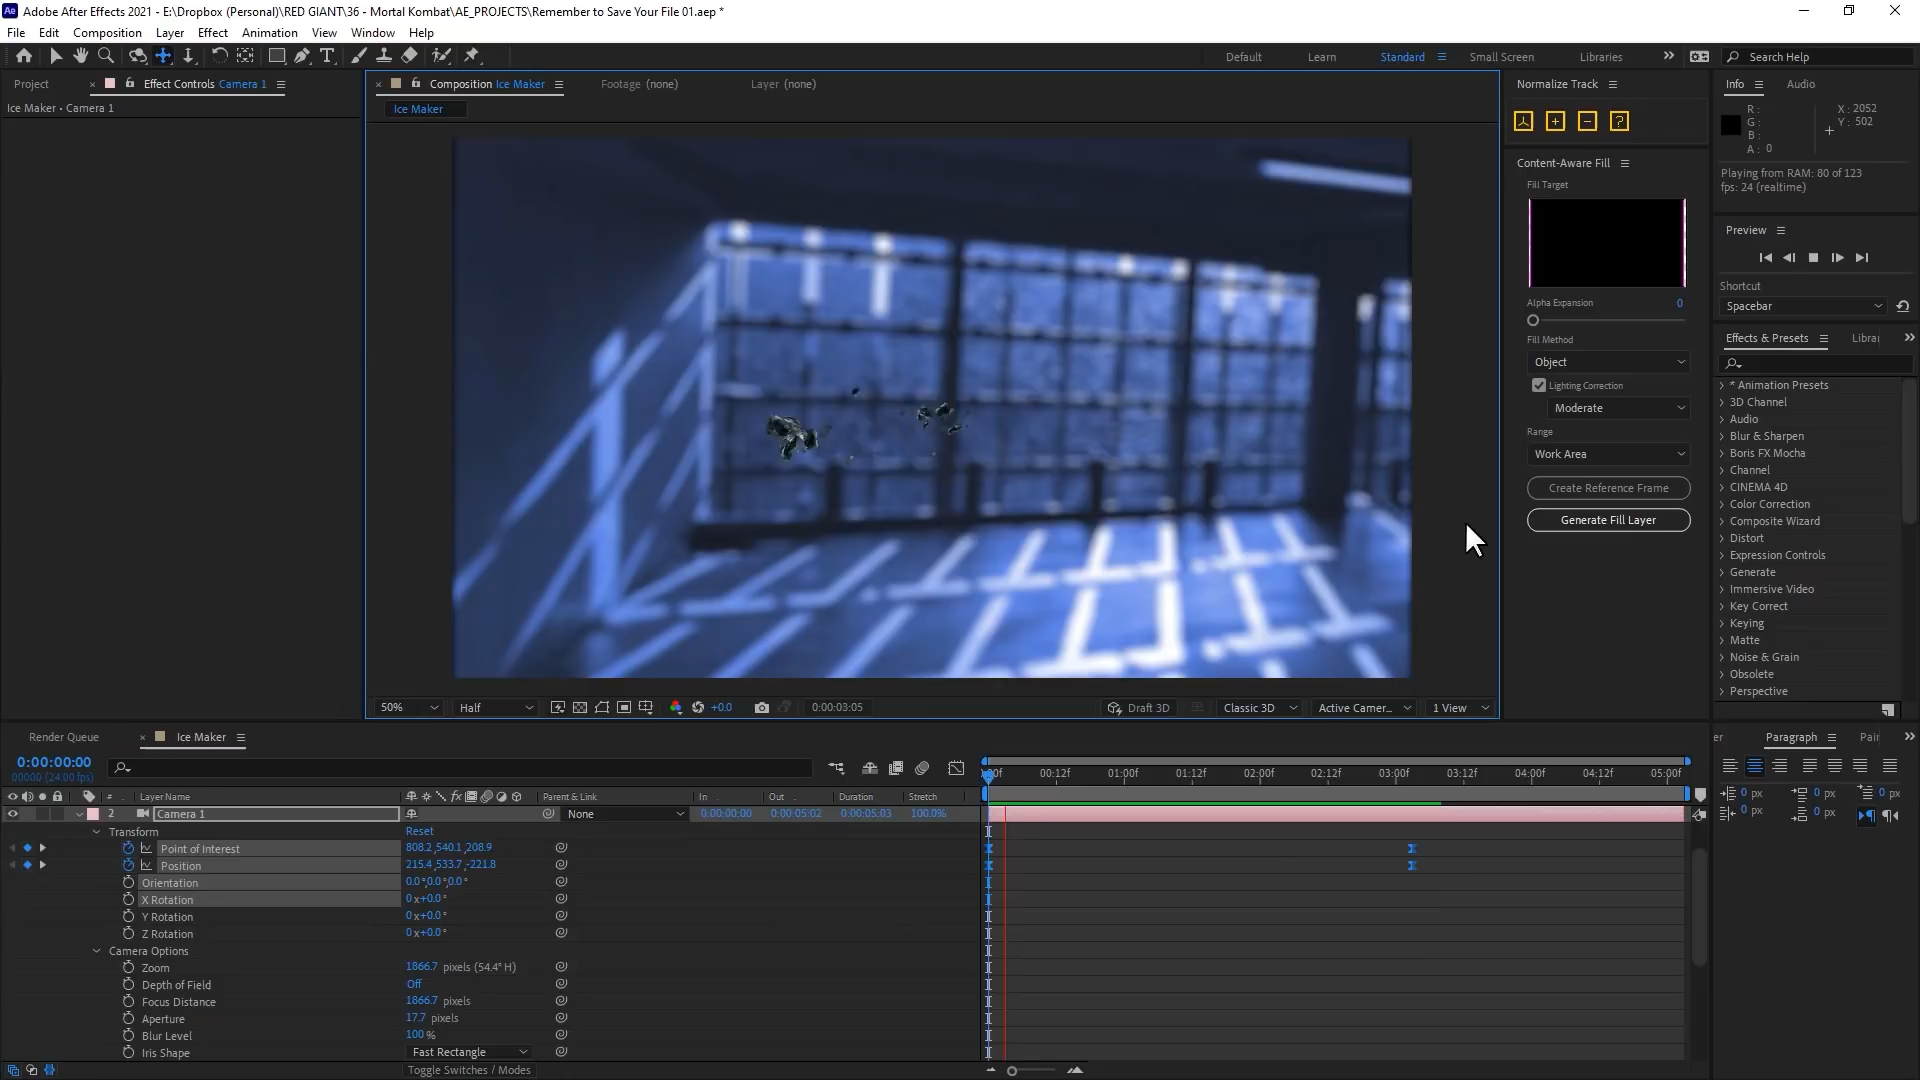 Adobe After Effects 2021 - E:\Dropbox (Personal)\RED GIANT\36 - Mortal Kombat\AE_PROJECTS\Remember to Save Your File 01.aep *
File Edit Composition Layer Effect Animation View Window Help
Default Learn Standard Small Screen Libraries Search Help
Project Effect Controls Camera 1 Composition Ice Maker Footage (none) Layer (none) Normalize Track Info Audio
Ice Maker • Camera 1
Ice Maker
R :
G :
B :
A : 0
X : 2052
Y : 502
Playing from RAM: 80 of 123
fps: 24 (realtime)
Content-Aware Fill
Fill Target
Alpha Expansion 0
Fill Method
Object
Lighting Correction
Moderate
Range
Work Area
Create Reference Frame
Generate Fill Layer
Preview
Shortcut
Spacebar
Effects & Presets Librar
* Animation Presets
3D Channel
Audio
Blur & Sharpen
Boris FX Mocha
Channel
CINEMA 4D
Color Correction
Composite Wizard
Distort
Expression Controls
Generate
Immersive Video
Key Correct
Keying
Matte
Noise & Grain
Obsolete
Perspective
50% Half +0.0 0:00:03:05 Draft 3D Classic 3D Active Camer... 1 View
Render Queue Ice Maker
0:00:00:00
00000 (24.00 fps)
:00f 00:12f 01:00f 01:12f 02:00f 02:12f 03:00f 03:12f 04:00f 04:12f 05:00f
# Layer Name Parent & Link In Out Duration Stretch
2 Camera 1 None 0:00:00:00 0:00:05:02 0:00:05:03 100.0%
Transform Reset
Point of Interest 808.2,540.1,208.9
Position 215.4,533.7,-221.8
Orientation 0.0°,0.0°,0.0°
X Rotation 0x+0.0°
Y Rotation 0x+0.0°
Z Rotation 0x+0.0°
Camera Options
Zoom 1866.7 pixels (54.4° H)
Depth of Field Off
Focus Distance 1866.7 pixels
Aperture 17.7 pixels
Blur Level 100 %
Iris Shape Fast Rectangle
Toggle Switches / Modes
er Paragraph Pair
0 px 0 px 0 px
0 px 0 px